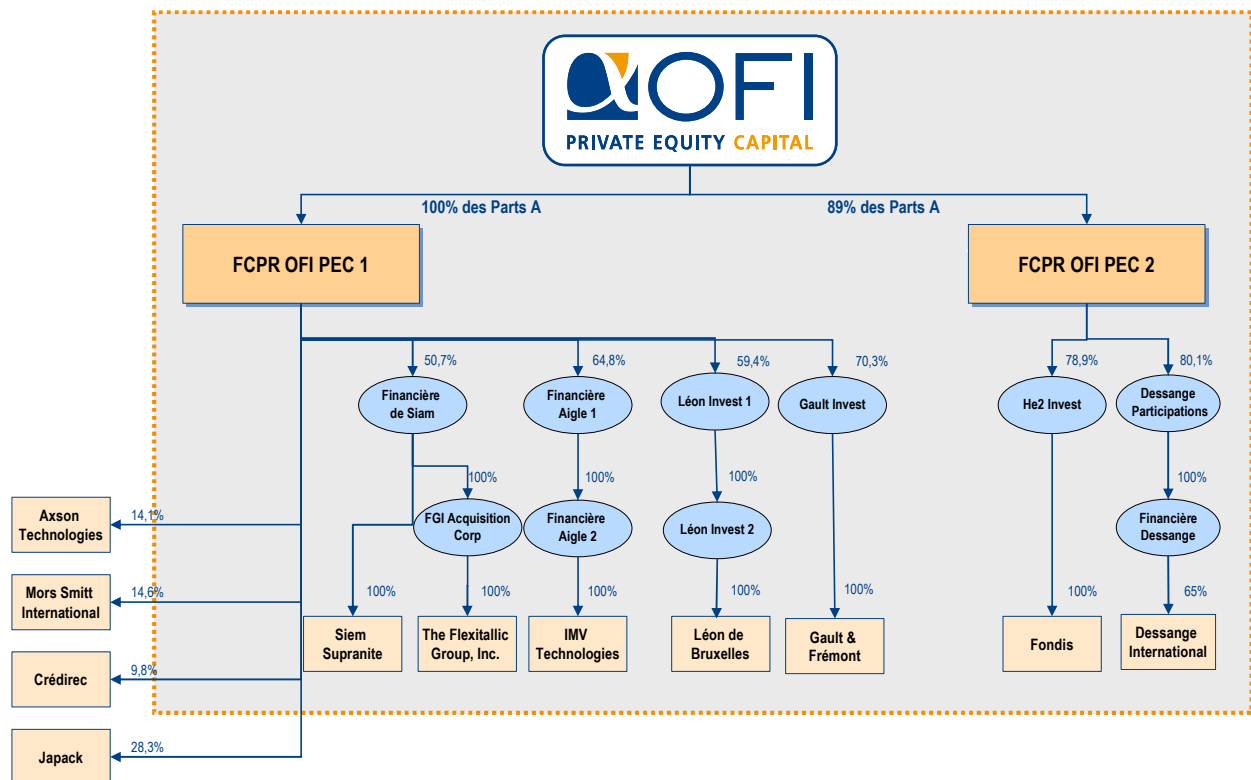 OFI
PRIVATE EQUITY CAPITAL
100% des Parts A
89% des Parts A
FCPR OFI PEC 1
FCPR OFI PEC 2
50,7%
64,8%
59,4%
70,3%
78,9%
80,1%
Financière
de Siam
Financière
Aigle 1
Léon Invest 1
Gault Invest
He2 Invest
Dessange
Participations
100%
100%
100%
100%
FGI Acquisition
Corp
Financière
Aigle 2
Léon Invest 2
Financière
Dessange
Axson
Technologies
14,1%
Mors Smitt
International
14,6%
100%
100%
100%
100%
100%
100%
65%
Siem
Supranite
The Flexitallic
Group, Inc.
IMV
Technologies
Léon de
Bruxelles
Gault &
Frémont
Fondis
Dessange
International
Crédirec
9,8%
Japack
28,3%